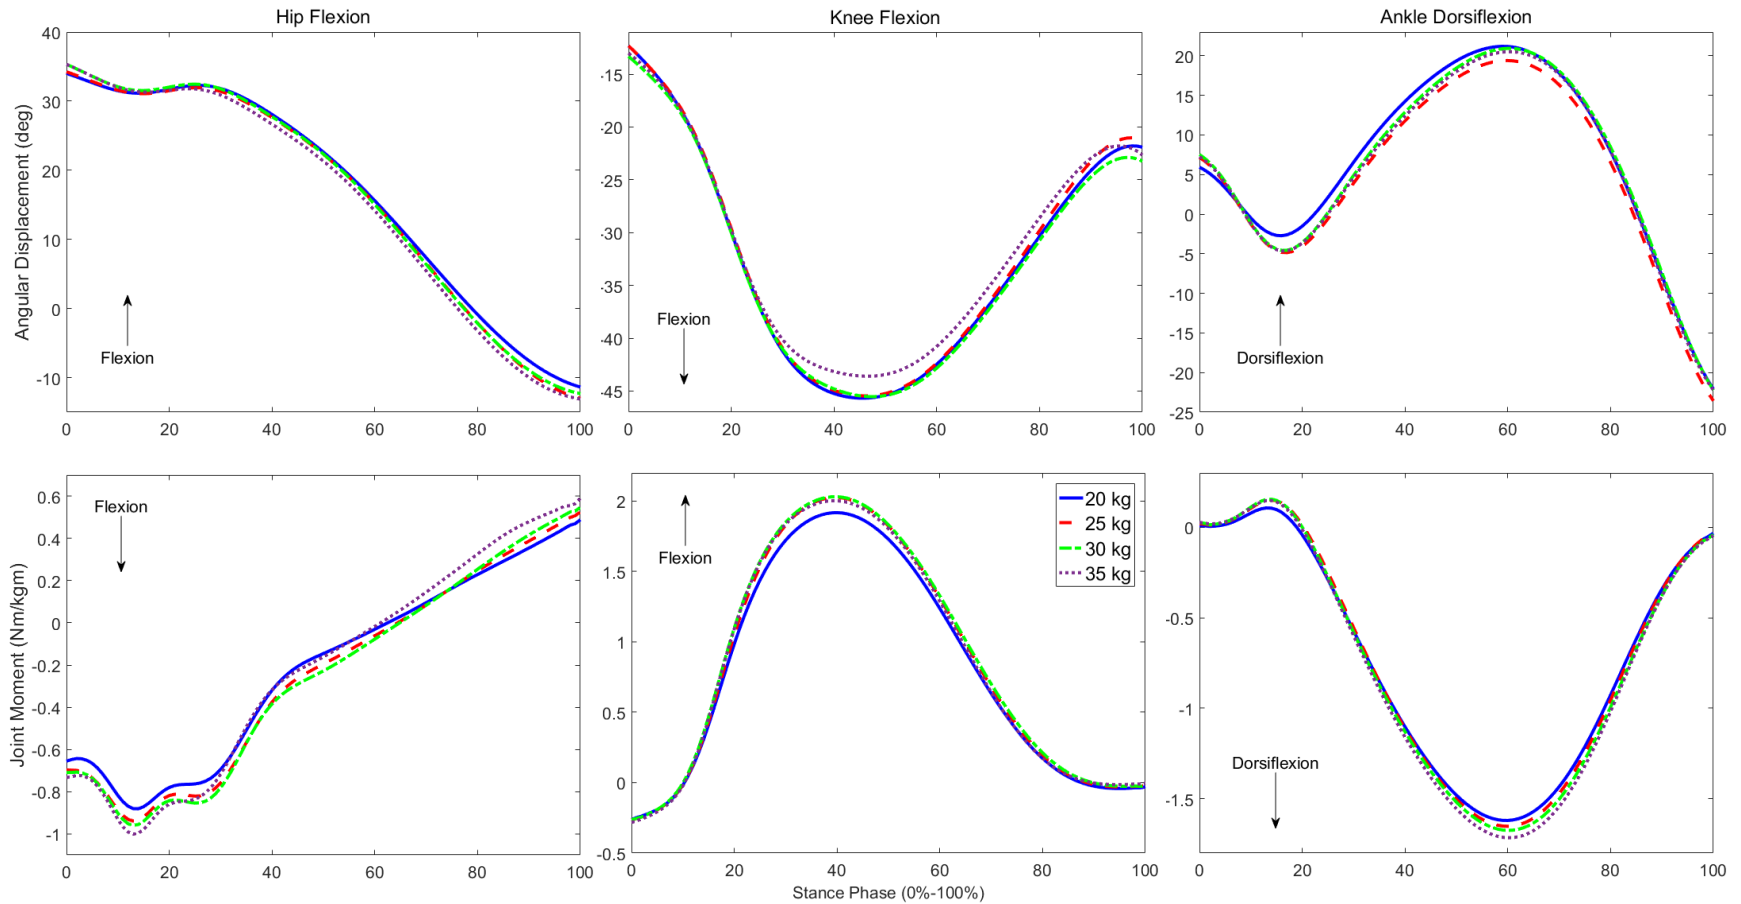 Hip Flexion
Knee Flexion
Ankle Dorsiflexion
Angular Displacement (deg)
40
30
20
10
0
-10
Flexion
0 20 40 60 80 100
-15
-20
-25
-30
-35
-40
-45
Flexion
0 20 40 60 80 100
20
15
10
5
0
-5
-10
-15
-20
-25
Dorsiflexion
0 20 40 60 80 100
Joint Moment (Nm/kgm)
0.6
0.4
0.2
0
-0.2
-0.4
-0.6
-0.8
-1
Flexion
0 20 40 60 80 100
2
1.5
1
0.5
0
-0.5
Flexion
20 kg
25 kg
30 kg
35 kg
0 20 40 60 80 100
Stance Phase (0%-100%)
0
-0.5
-1
-1.5
Dorsiflexion
0 20 40 60 80 100